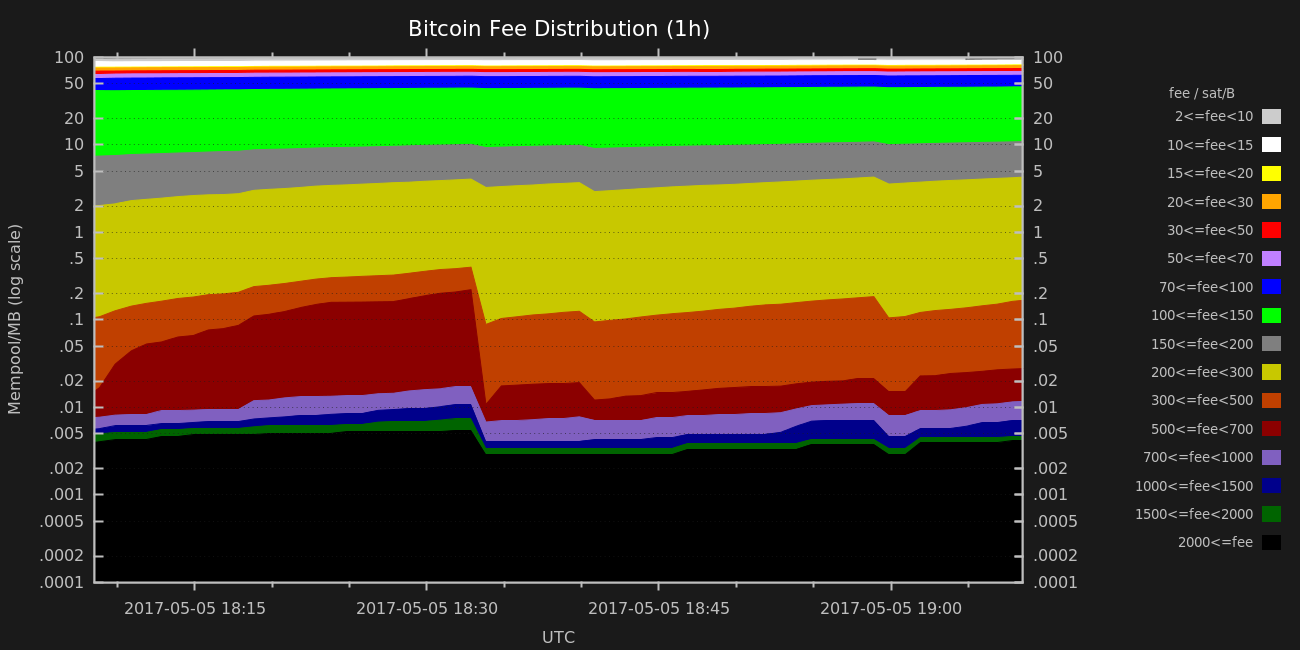 Bitcoin Fee Distribution (1h)
Mempool/MB (log scale)
100
50
20
10
5
2
1
.5
.2
.1
.05
.02
.01
.005
.002
.001
.0005
.0002
.0001
100
50
20
10
5
2
1
.5
.2
.1
.05
.02
.01
.005
.002
.001
.0005
.0002
.0001
2017-05-05 18:15
2017-05-05 18:30
2017-05-05 18:45
2017-05-05 19:00
UTC
fee / sat/B
2<=fee<10
10<=fee<15
15<=fee<20
20<=fee<30
30<=fee<50
50<=fee<70
70<=fee<100
100<=fee<150
150<=fee<200
200<=fee<300
300<=fee<500
500<=fee<700
700<=fee<1000
1000<=fee<1500
1500<=fee<2000
2000<=fee